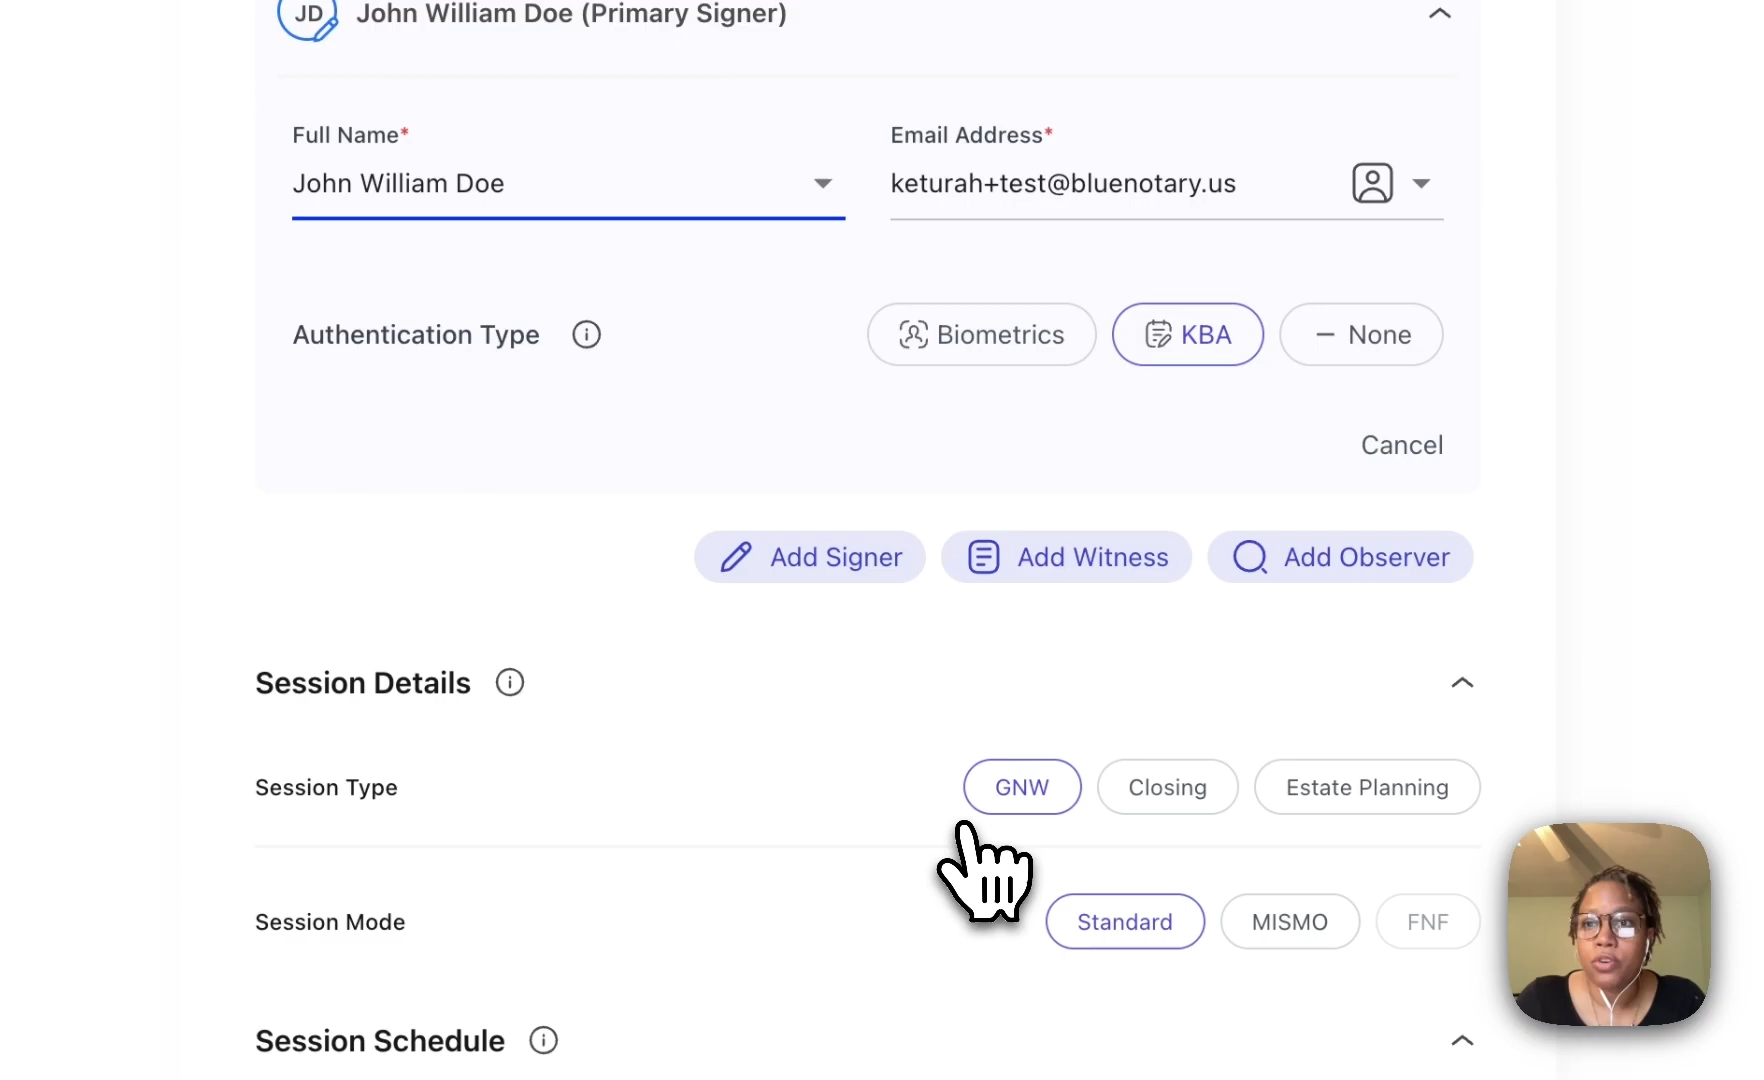 JD John William Doe (Primary Signer)
Full Name* Email Address*
John William Doe keturah+test@bluenotary.us
Authentication Type Biometrics KBA None
Cancel
Add Signer Add Witness Add Observer
Session Details
Session Type GNW Closing Estate Planning
Session Mode Standard MISMO FNF
Session Schedule